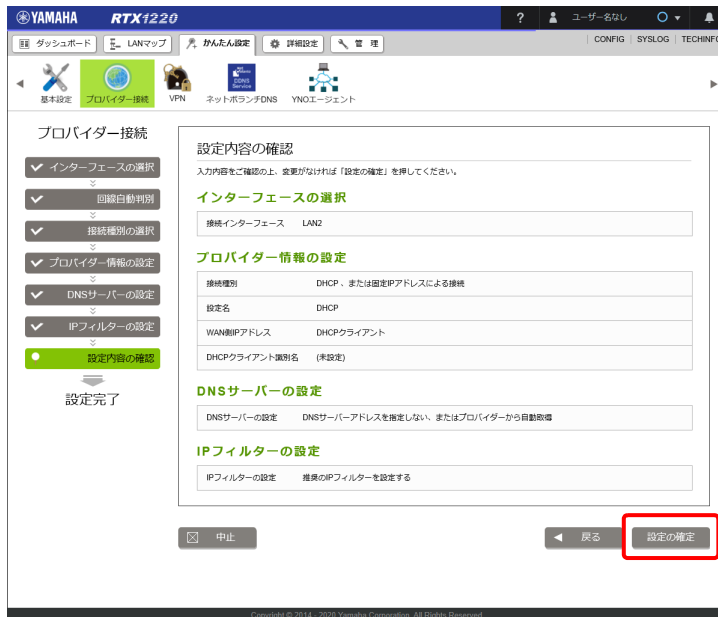 YAMAHA RTX1220 ? ユーザー名なし
ダッシュボード LANマップ かんたん設定 詳細設定 管 理 CONFIG SYSLOG TECHINFO
CDNS
Service
基本設定 プロバイダー接続 VPN ネットボランチDNS YNOエージェント
プロバイダー接続
インターフェースの選択
回線自動判別
接続種別の選択
プロバイダー情報の設定
DNSサーバーの設定
IPフィルターの設定
設定内容の確認
設定完了
設定内容の確認
入力内容をご確認の上、変更がなければ「設定の確定」を押してください。
インターフェースの選択
接続インターフェース LAN2
プロバイダー情報の設定
接続種別 DHCP 、または固定IPアドレスによる接続
設定名 DHCP
WAN側IPアドレス DHCPクライアント
DHCPクライアント識別名 (未設定)
DNSサーバーの設定
DNSサーバーの設定 DNSサーバーアドレスを指定しない、またはプロバイダーから自動取得
IPフィルターの設定
IPフィルターの設定 推奨のIPフィルターを設定する
中止 戻る 設定の確定
Copyright © 2014 - 2020 Yamaha Corporation. All Rights Reserved.